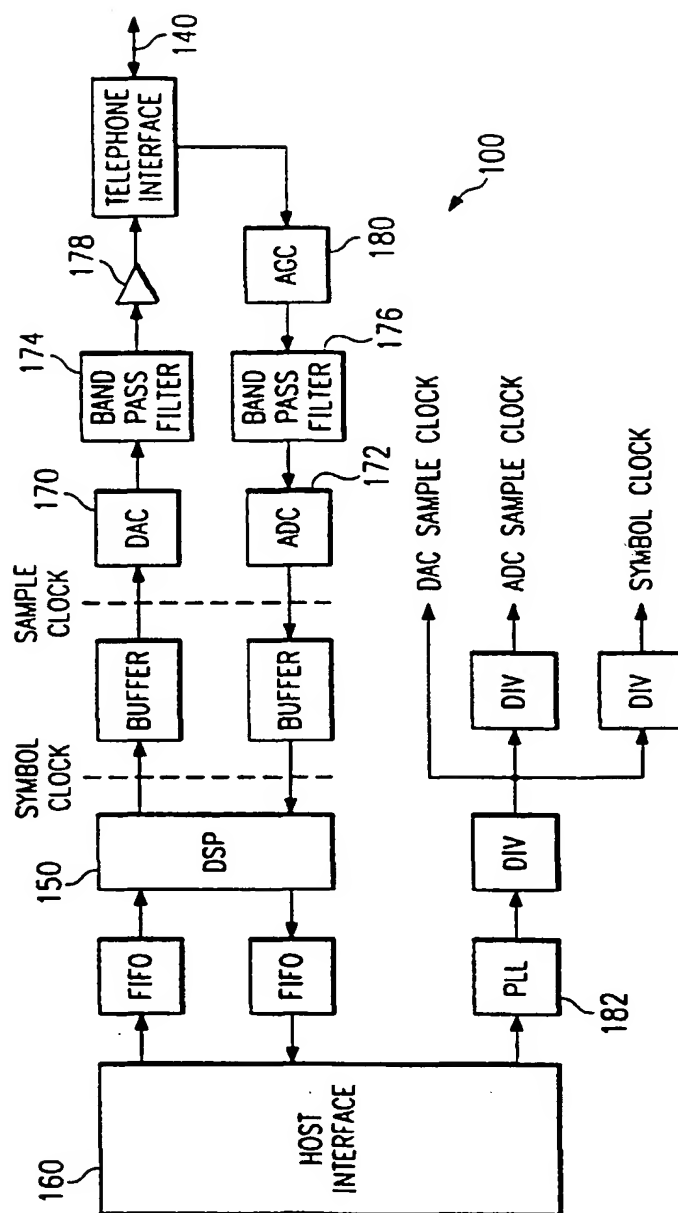 140
TELEPHONE
INTERFACE
178
174
BAND
PASS
FILTER
170
DAC
SAMPLE
CLOCK
BUFFER
SYMBOL
CLOCK
150
DSP
FIFO
160
HOST
INTERFACE
FIFO
BUFFER
ADC
172
BAND
PASS
FILTER
176
AGC
180
100
PLL
182
DIV
DIV
DIV
DAC SAMPLE CLOCK
ADC SAMPLE CLOCK
SYMBOL CLOCK